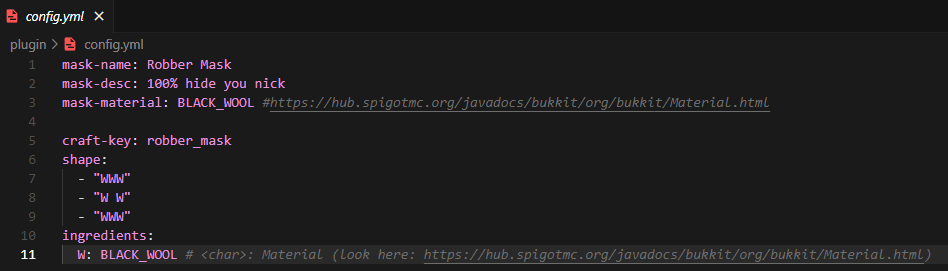 config.yml ×
plugin > config.yml
1 mask-name: Robber Mask
2 mask-desc: 100% hide you nick
3 mask-material: BLACK_WOOL #https://hub.spigotmc.org/javadocs/bukkit/org/bukkit/Material.html
4
5 craft-key: robber_mask
6 shape:
7 - "WWW"
8 - "W W"
9 - "WWW"
10 ingredients:
11 W: BLACK_WOOL # <char>: Material (look here: https://hub.spigotmc.org/javadocs/bukkit/org/bukkit/Material.html)